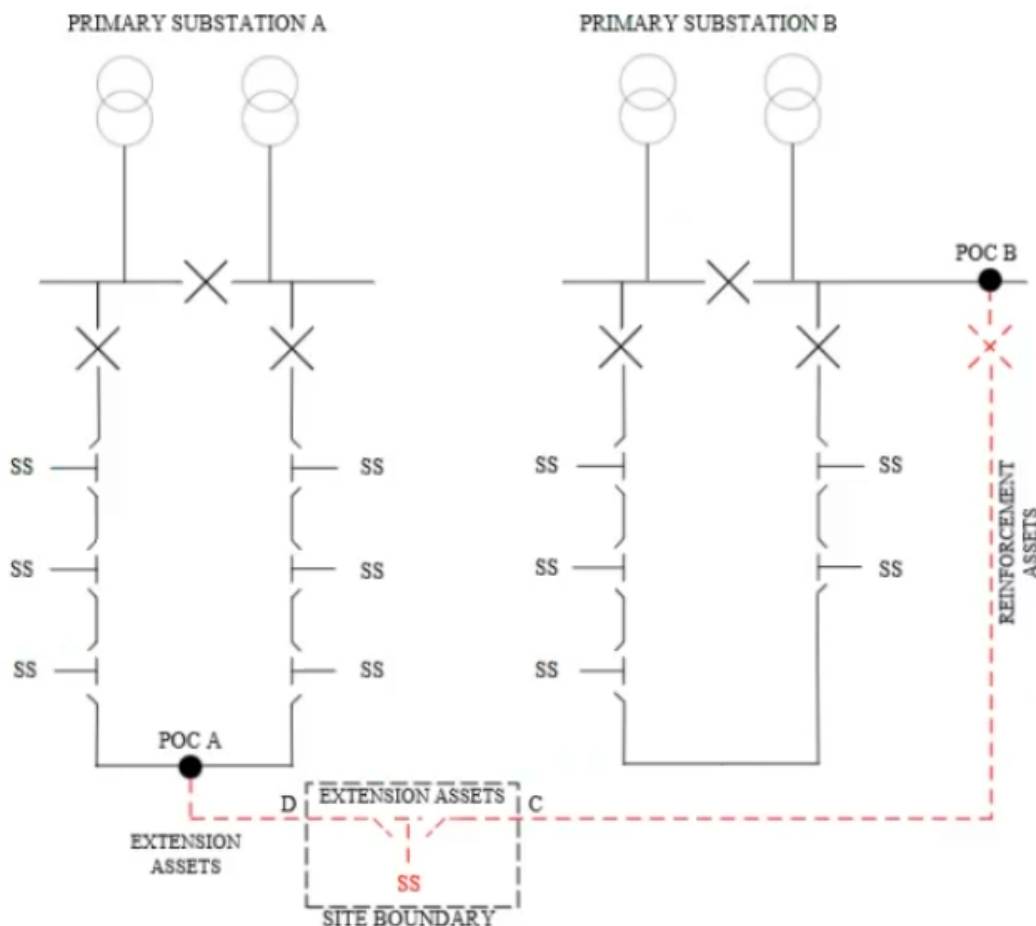 PRIMARY SUBSTATION A
PRIMARY SUBSTATION B
POC B
SS
SS
SS
SS
SS
SS
SS
SS
SS
SS
SS
REINFORCEMENT
ASSETS
POC A
D
EXTENSION ASSETS
C
EXTENSION
ASSETS
SS
SITE BOUNDARY